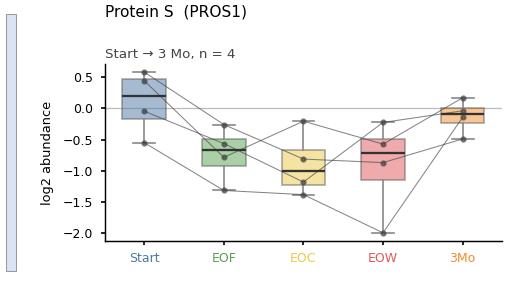 Protein S (PROS1)
Start → 3 Mo, n = 4
log2 abundance
0.5
0.0
−0.5
−1.0
−1.5
−2.0
Start EOF EOC EOW 3Mo